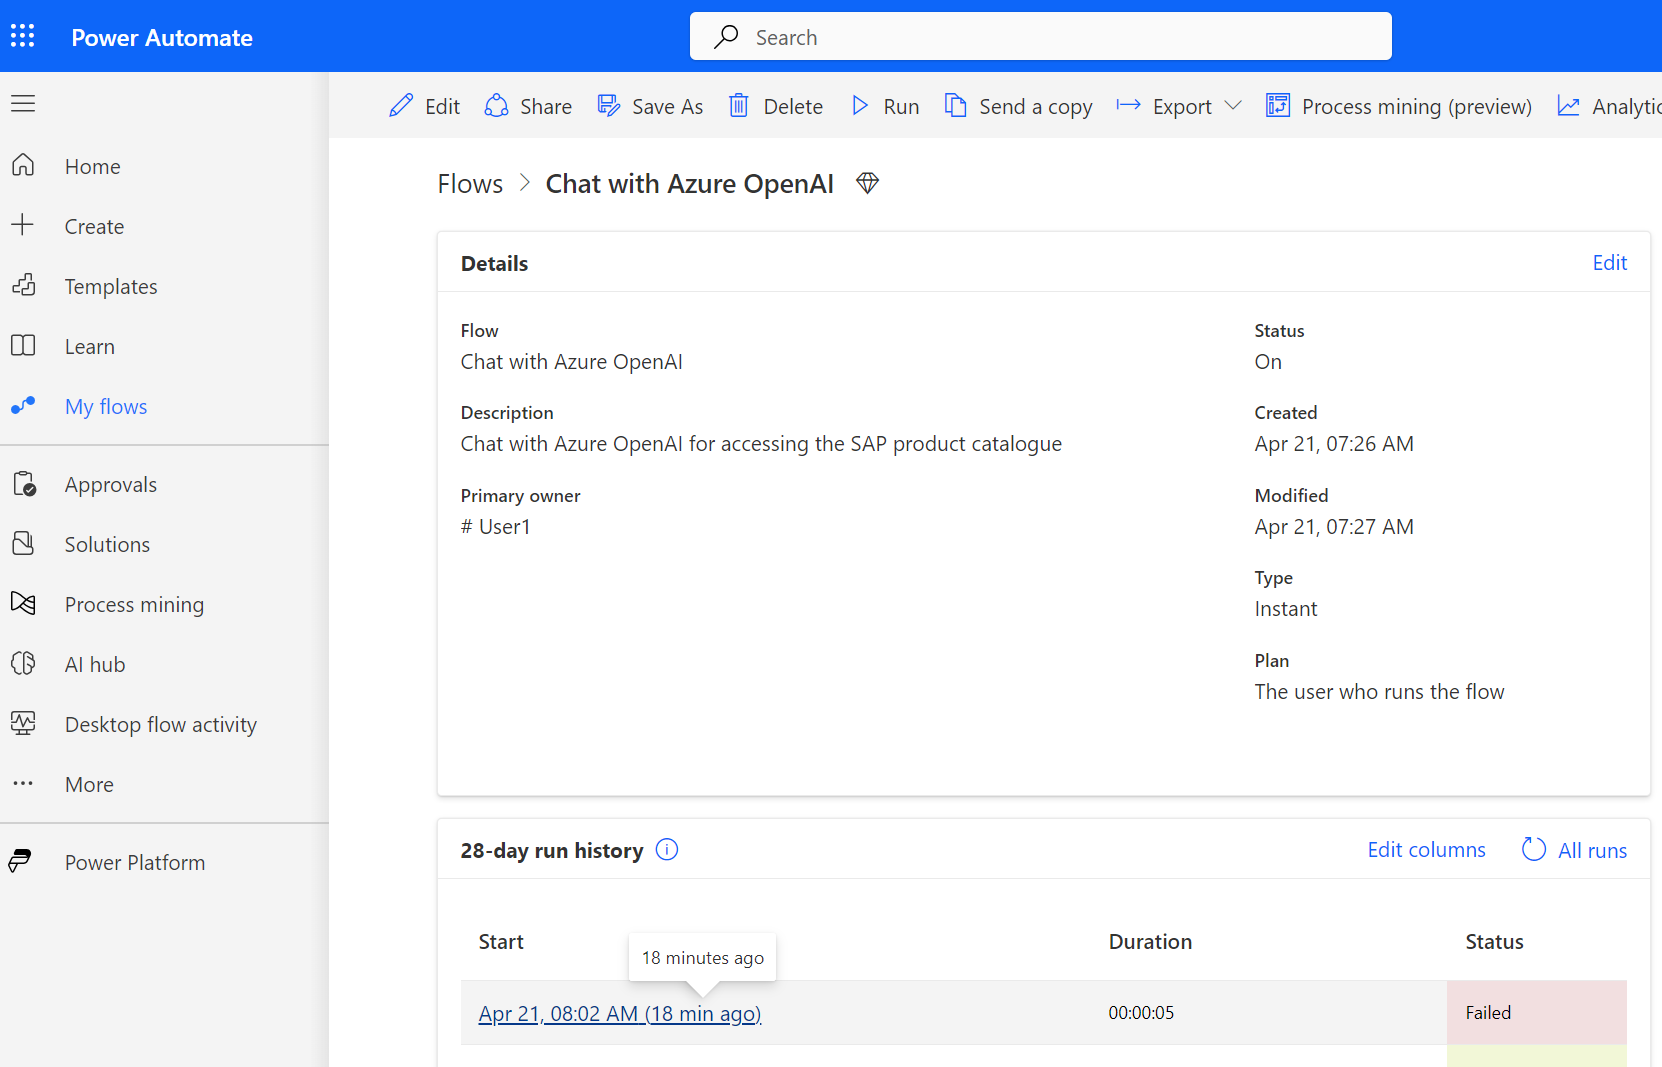 Power Automate
Search
Edit
Share
Save As
Delete
Run
Send a copy
Export
Process mining (preview)
Analytic
Home
Create
Templates
Learn
My flows
Approvals
Solutions
Process mining
AI hub
Desktop flow activity
More
Power Platform
Flows > Chat with Azure OpenAI
Details
Edit
Flow
Chat with Azure OpenAI
Description
Chat with Azure OpenAI for accessing the SAP product catalogue
Primary owner
# User1
Status
On
Created
Apr 21, 07:26 AM
Modified
Apr 21, 07:27 AM
Type
Instant
Plan
The user who runs the flow
28-day run history
Edit columns
All runs
Start
Duration
Status
18 minutes ago
Apr 21, 08:02 AM (18 min ago)
00:00:05
Failed